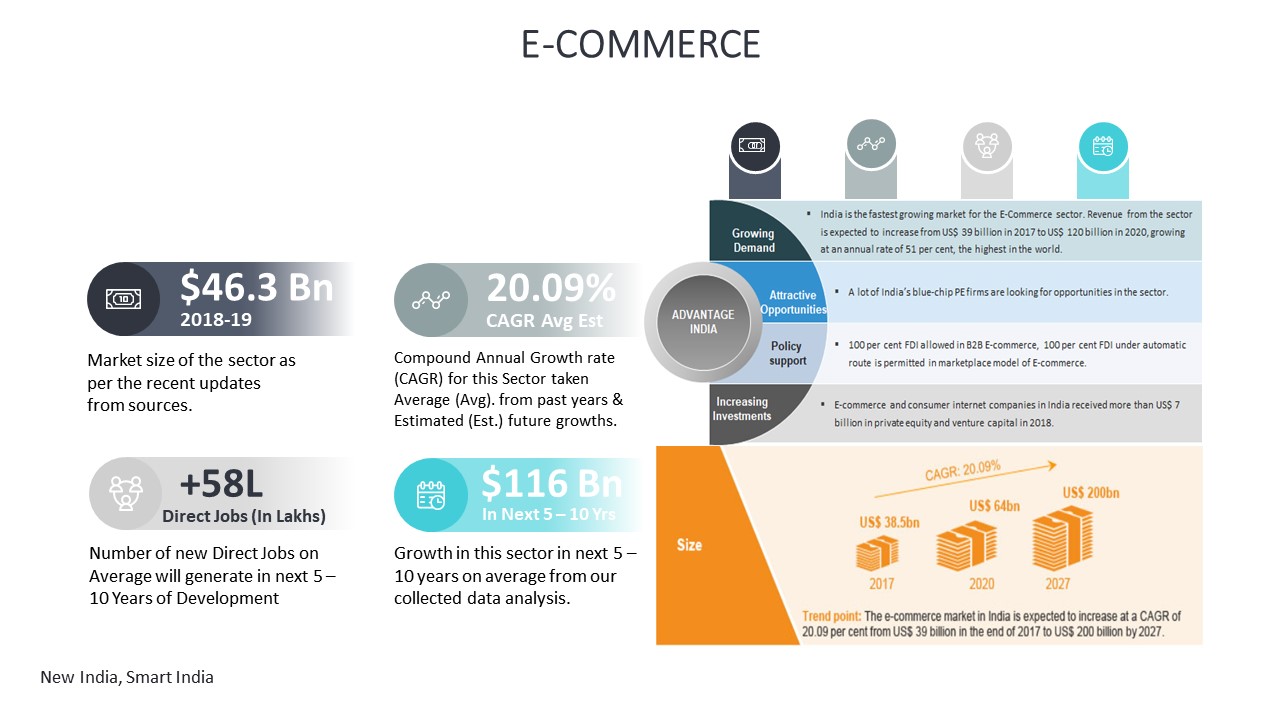 E-COMMERCE
$46.3 Bn
2018-19
Market size of the sector as
per the recent updates
from sources.
20.09%
CAGR Avg Est
Compound Annual Growth rate
(CAGR) for this Sector taken
Average (Avg). from past years &
Estimated (Est.) future growths.
+58L
Direct Jobs (In Lakhs)
Number of new Direct Jobs on
Average will generate in next 5 –
10 Years of Development
$116 Bn
In Next 5 – 10 Yrs
Growth in this sector in next 5 –
10 years on average from our
collected data analysis.
ADVANTAGE
INDIA
Growing
Demand
▪ India is the fastest growing market for the E-Commerce sector. Revenue from the sector
is expected to increase from US$ 39 billion in 2017 to US$ 120 billion in 2020, growing
at an annual rate of 51 per cent, the highest in the world.
Attractive
Opportunities
▪ A lot of India's blue-chip PE firms are looking for opportunities in the sector.
Policy
support
▪ 100 per cent FDI allowed in B2B E-commerce, 100 per cent FDI under automatic
route is permitted in marketplace model of E-commerce.
Increasing
Investments
▪ E-commerce and consumer internet companies in India received more than US$ 7
billion in private equity and venture capital in 2018.
Size
CAGR: 20.09%
US$ 38.5bn
US$ 64bn
US$ 200bn
2017
2020
2027
Trend point: The e-commerce market in India is expected to increase at a CAGR of
20.09 per cent from US$ 39 billion in the end of 2017 to US$ 200 billion by 2027.
New India, Smart India
10